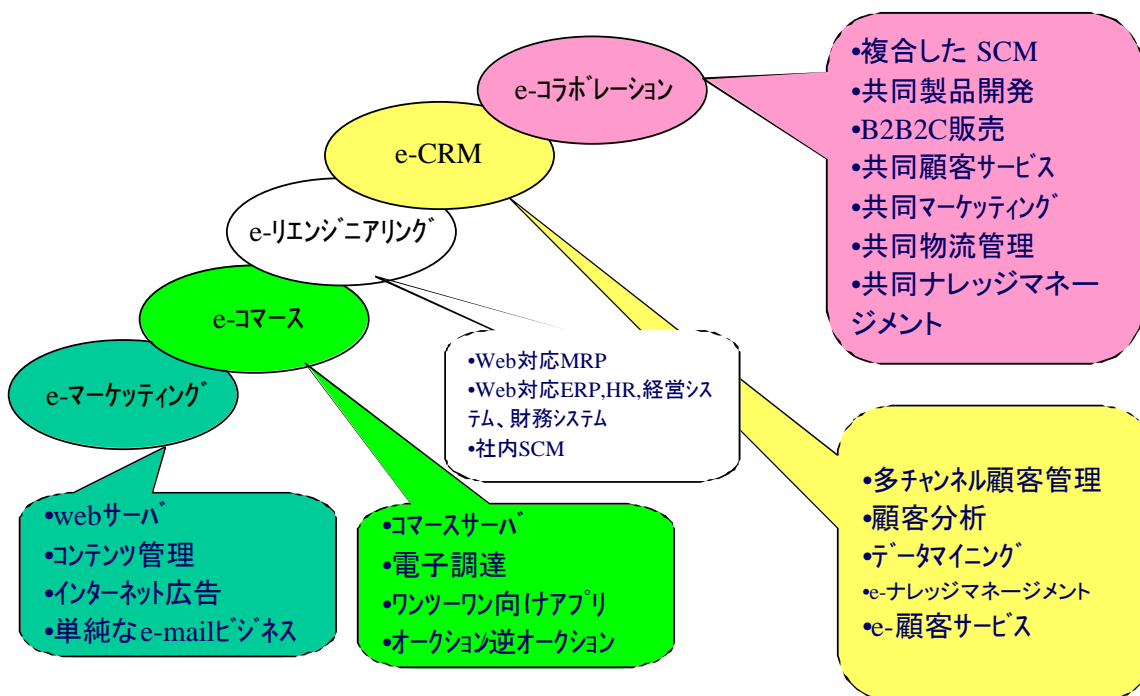 e-コラボレーション
e-CRM
e-リエンジニアリング
e-コマース
e-マーケッティング
•複合した SCM
•共同製品開発
•B2B2C販売
•共同顧客サービス
•共同マーケッティング
•共同物流管理
•共同ナレッジマネー
ジメント
•Web対応MRP
•Web対応ERP,HR,経営シス
テム、財務システム
•社内SCM
•多チャンネル顧客管理
•顧客分析
•データマイニング
•e-ナレッジマネージメント
•e-顧客サービス
•webサーバ
•コンテンツ管理
•インターネット広告
•単純なe-mailビジネス
•コマースサーバ
•電子調達
•ワンツーワン向けアプリ
•オークション逆オークション